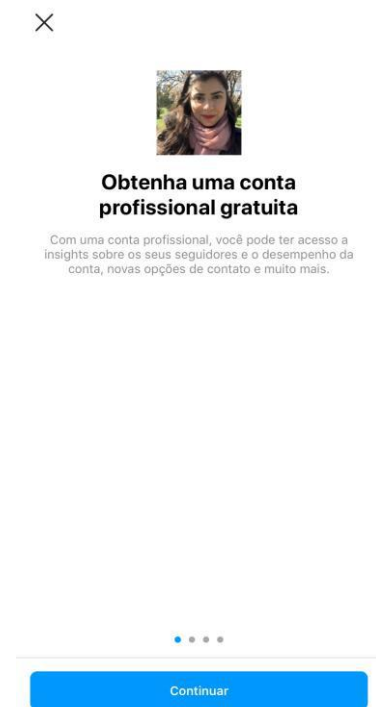 Obtenha uma conta
profissional gratuita
Com uma conta profissional, você pode ter acesso a
insights sobre os seus seguidores e o desempenho da
conta, novas opções de contato e muito mais.
Continuar